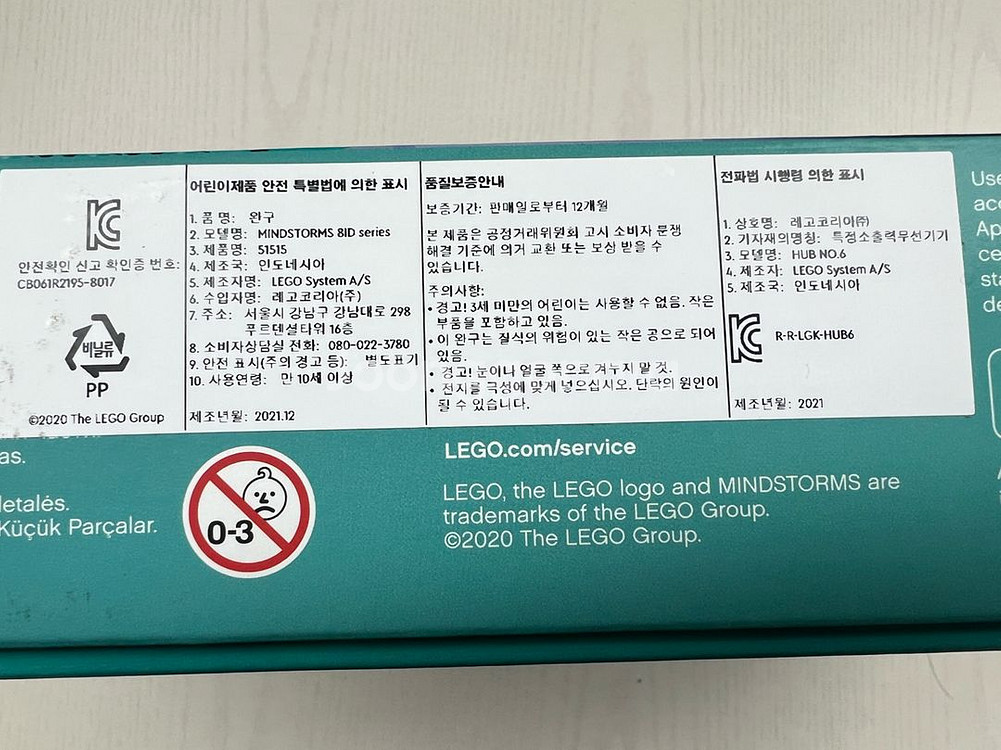 안전확인 신고 확인증 번호:
CB061R2195-8017
비닐류
PP
©2020 The LEGO Group
어린이제품 안전 특별법에 의한 표시
1. 품 명: 완구
2. 모델명: MINDSTORMS 8ID series
3. 제품명: 51515
4. 제조국: 인도네시아
5. 제조자명: LEGO System A/S
6. 수입자명: 레고코리아(주)
7. 주소: 서울시 강남구 강남대로 298
푸르덴셜타워 16층
8. 소비자상담실 전화: 080-022-3780
9. 안전 표시(주의 경고 등): 별도표기
10. 사용연령: 만 10세 이상
제조년월: 2021.12
품질보증안내
보증기간: 판매일로부터 12개월
본 제품은 공정거래위원회 고시 소비자 분쟁
해결 기준에 의거 교환 또는 보상 받을 수
있습니다.
주의사항:
• 경고! 3세 미만의 어린이는 사용할 수 없음. 작은
부품을 포함하고 있음.
• 이 완구는 질식의 위험이 있는 작은 공으로 되어
있음.
• 경고! 눈이나 얼굴 쪽으로 겨누지 말 것.
• 전지를 극성에 맞게 넣으십시오. 단락의 원인이
될 수 있습니다.
전파법 시행령 의한 표시
1. 상호명: 레고코리아㈜
2. 기자재의명칭: 특정소출력무선기기
3. 모델명: HUB NO.6
4. 제조자: LEGO System A/S
5. 제조국: 인도네시아
R-R-LGK-HUB6
제조년월: 2021
as.
Küçük Parçalar.
0-3
LEGO.com/service
LEGO, the LEGO logo and MINDSTORMS are
trademarks of the LEGO Group.
©2020 The LEGO Group.